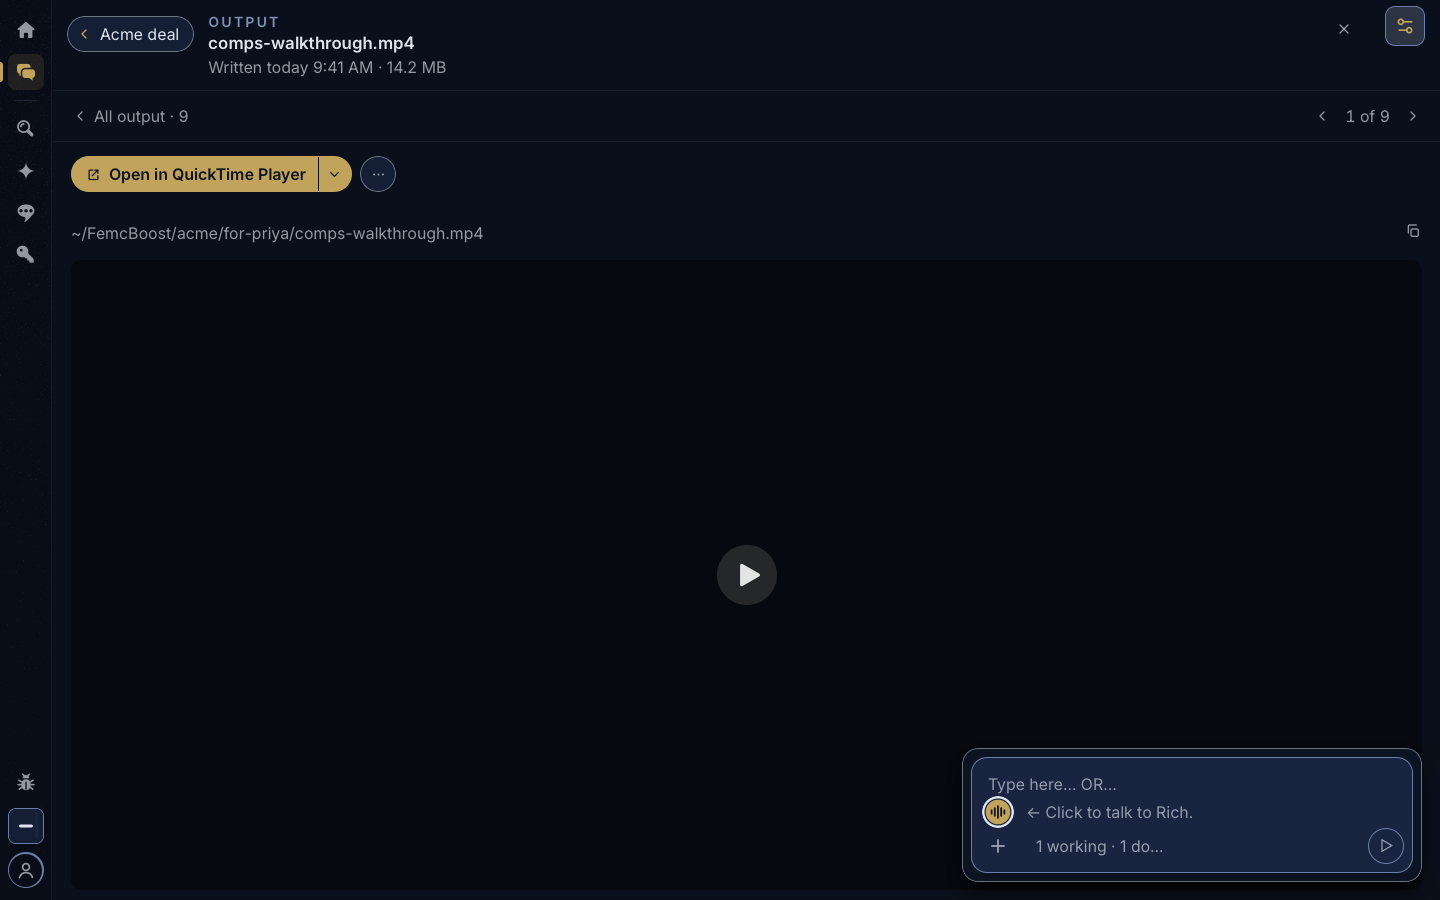 Acme deal
OUTPUT
comps-walkthrough.mp4
Written today 9:41 AM · 14.2 MB
All output · 9
1 of 9
Open in QuickTime Player
~/FemcBoost/acme/for-priya/comps-walkthrough.mp4
Type here... OR...
← Click to talk to Rich.
1 working · 1 do...